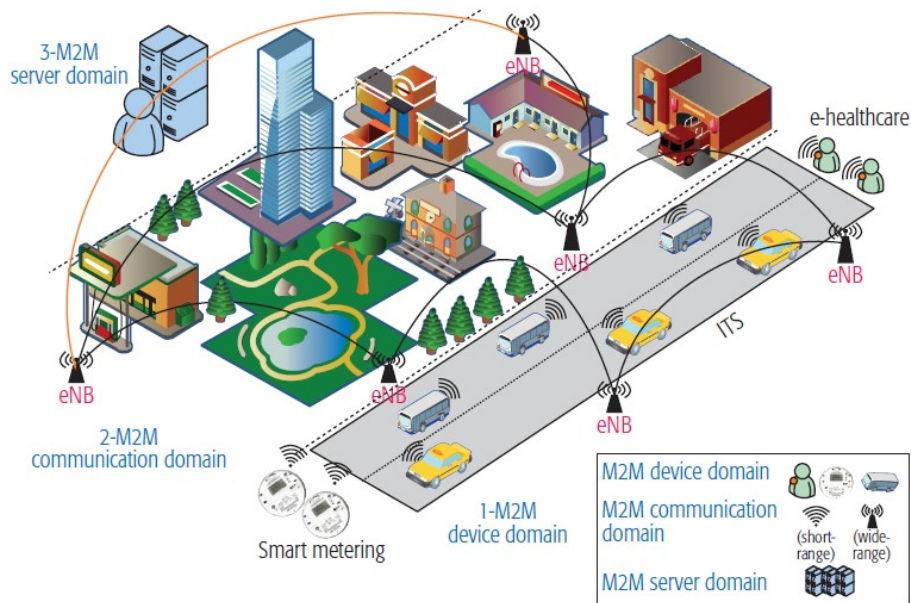 3-M2M
server domain
eNB
e-healthcare
eNB
eNB
ITS
eNB
eNB
eNB
2-M2M
communication domain
1-M2M
device domain
Smart metering
M2M device domain
M2M communication
domain
(short-
range)
(wide-
range)
M2M server domain